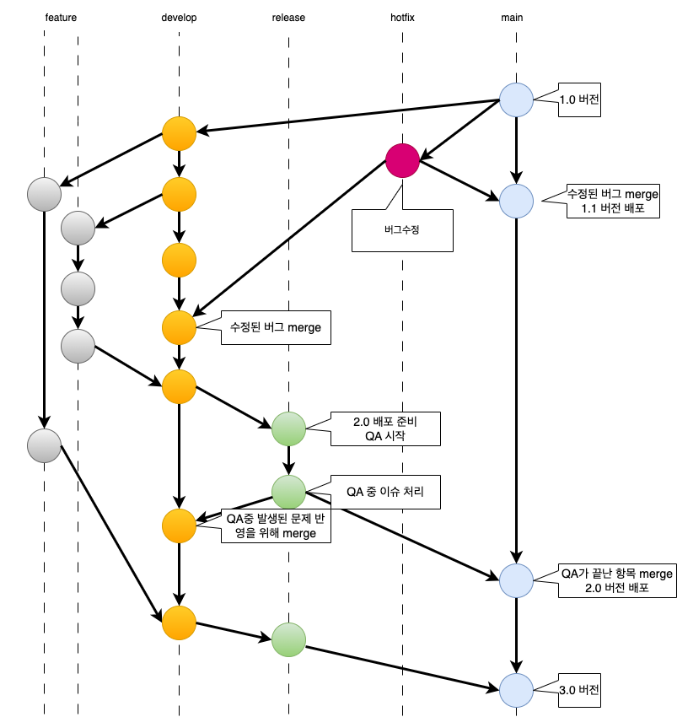 feature
develop
release
hotfix
main
1.0 버전
수정된 버그 merge
1.1 버전 배포
버그수정
수정된 버그 merge
2.0 배포 준비
QA 시작
QA 중 이슈 처리
QA중 발생된 문제 반
영을 위해 merge
QA가 끝난 항목 merge
2.0 버전 배포
3.0 버전